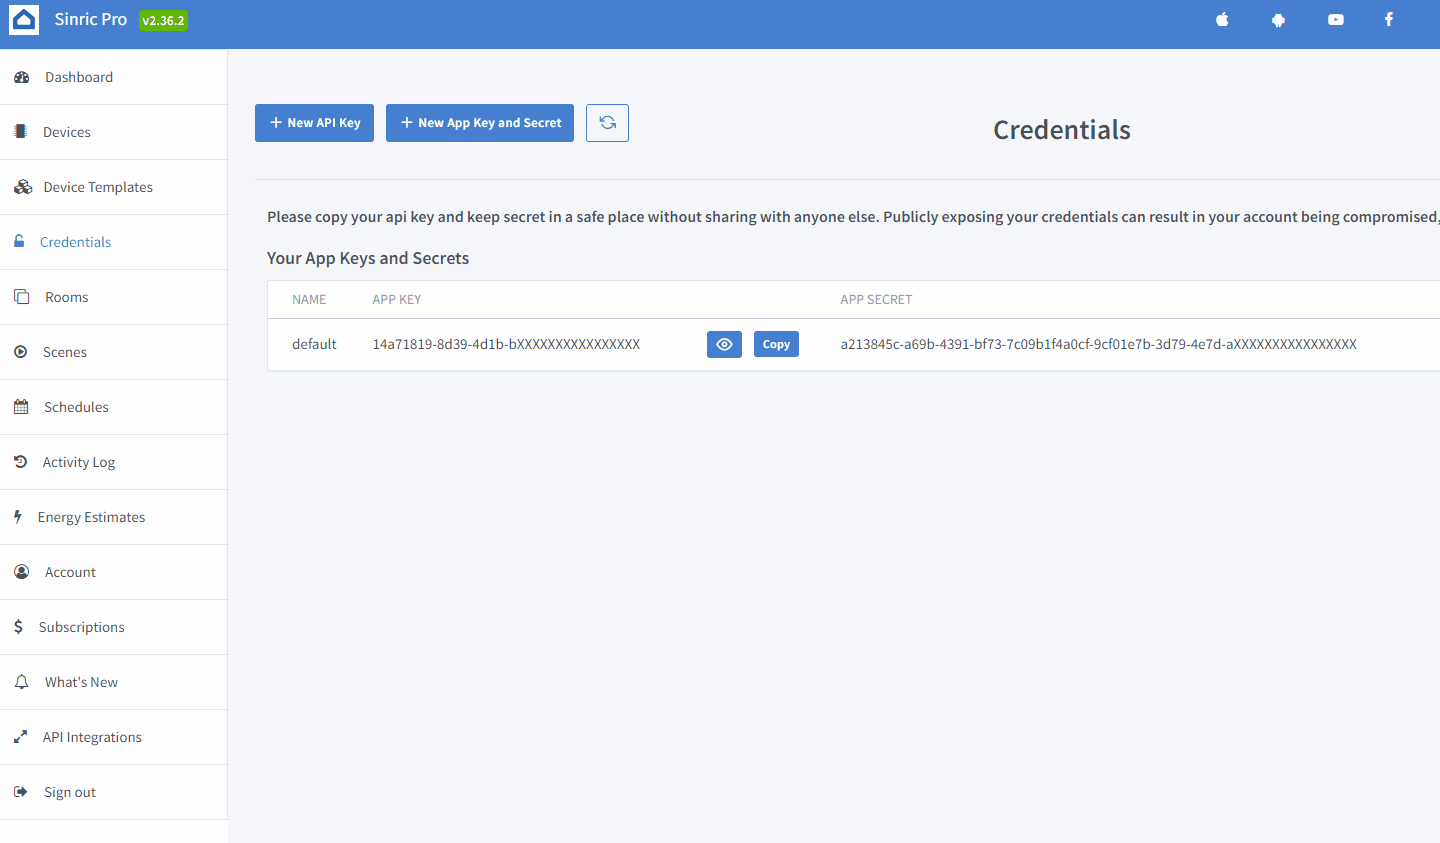 Sinric Pro v2.36.2
Dashboard
Devices
Device Templates
Credentials
Rooms
Scenes
Schedules
Activity Log
Energy Estimates
Account
Subscriptions
What's New
API Integrations
Sign out
New API Key
New App Key and Secret
Credentials
Please copy your api key and keep secret in a safe place without sharing with anyone else. Publicly exposing your credentials can result in your account being compromised,
Your App Keys and Secrets
NAME APP KEY APP SECRET
default 14a71819-8d39-4d1b-bXXXXXXXXXXXXXXXX Copy a213845c-a69b-4391-bf73-7c09b1f4a0cf-9cf01e7b-3d79-4e7d-aXXXXXXXXXXXXXXXX